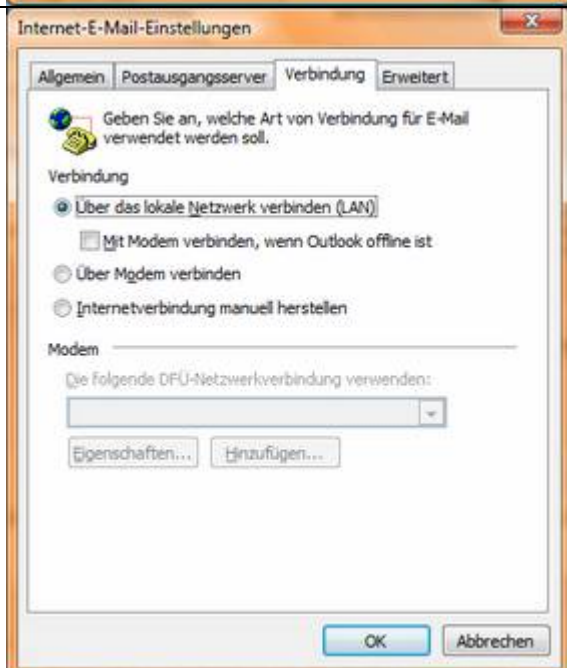 Internet-E-Mail-Einstellungen
Allgemein Postausgangsserver Verbindung Erweitert
Geben Sie an, welche Art von Verbindung für E-Mail
verwendet werden soll.
Verbindung
Über das lokale Netzwerk verbinden (LAN)
Mit Modem verbinden, wenn Outlook offline ist
Über Modem verbinden
Internetverbindung manuell herstellen
Modem
Die folgende DFÜ-Netzwerkverbindung verwenden:
Eigenschaften... Hinzufügen...
OK Abbrechen